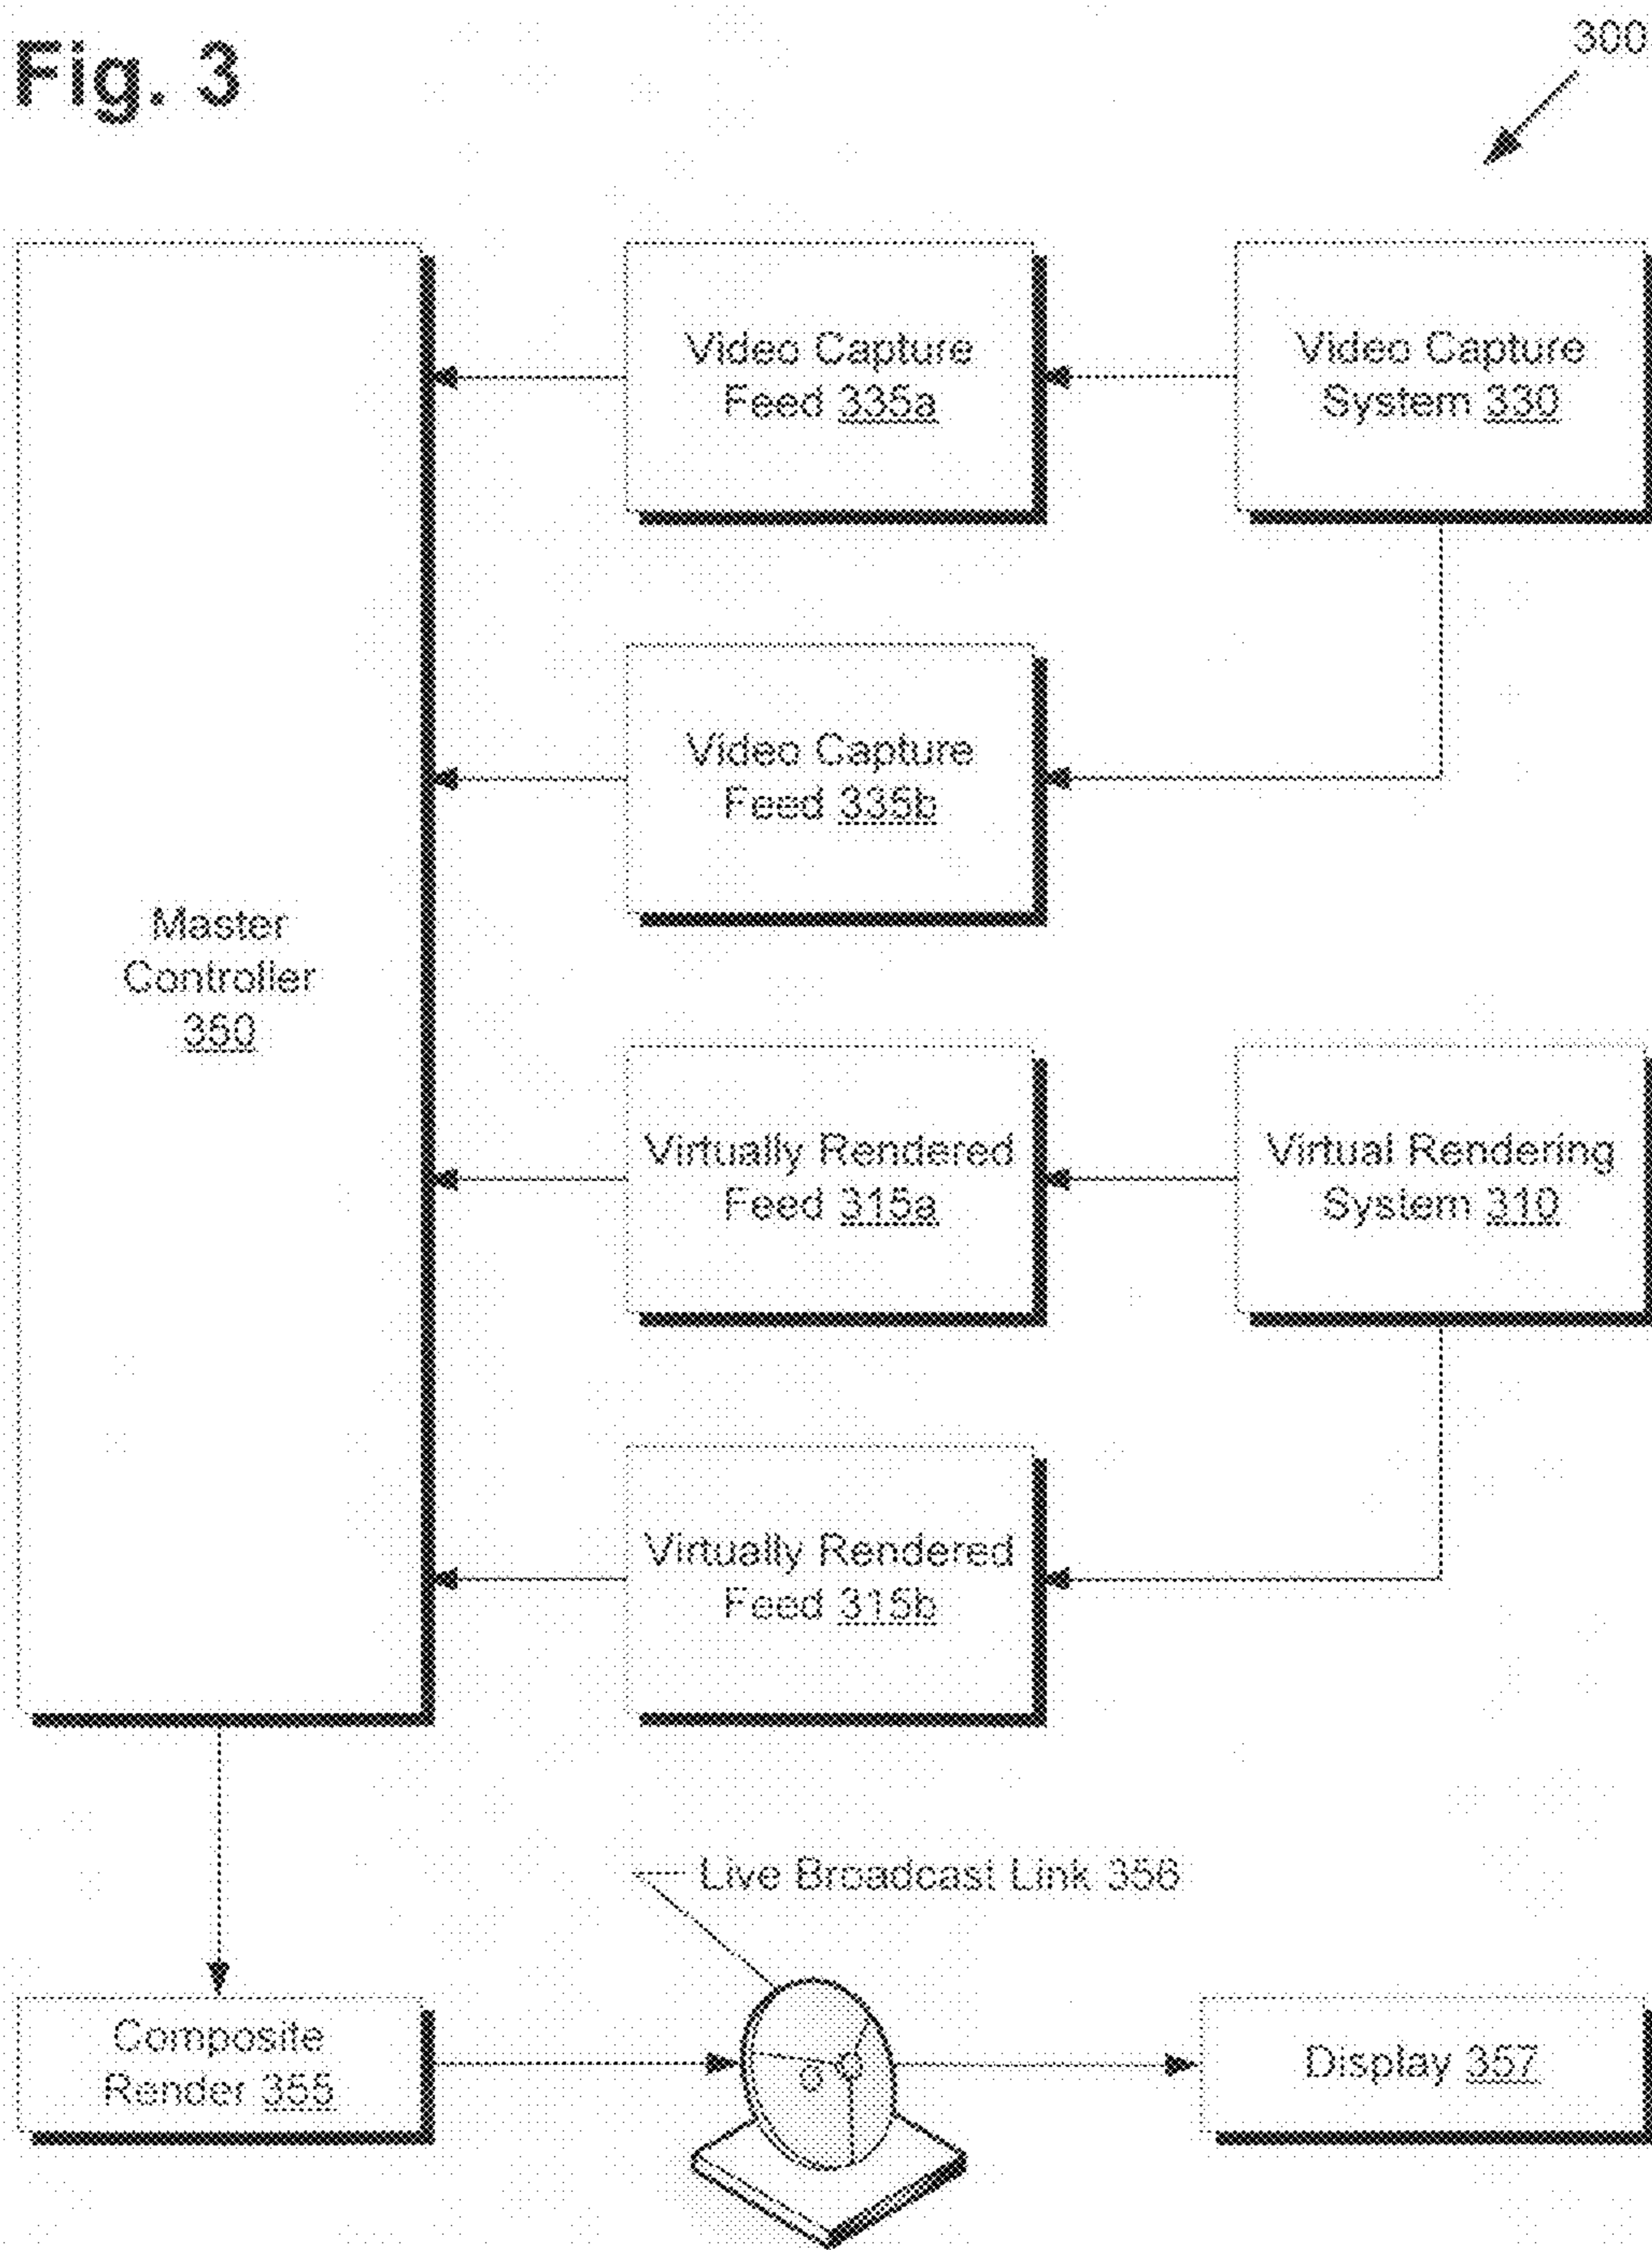 Fig. 3
300
Video Capture
Feed 335a
Video Capture
System 330
Video Capture
Feed 335b
Master
Controller
350
Virtually Rendered
Feed 315a
Virtual Rendering
System 310
Virtually Rendered
Feed 315b
Live Broadcast Link 356
Composite
Render 355
Display 357